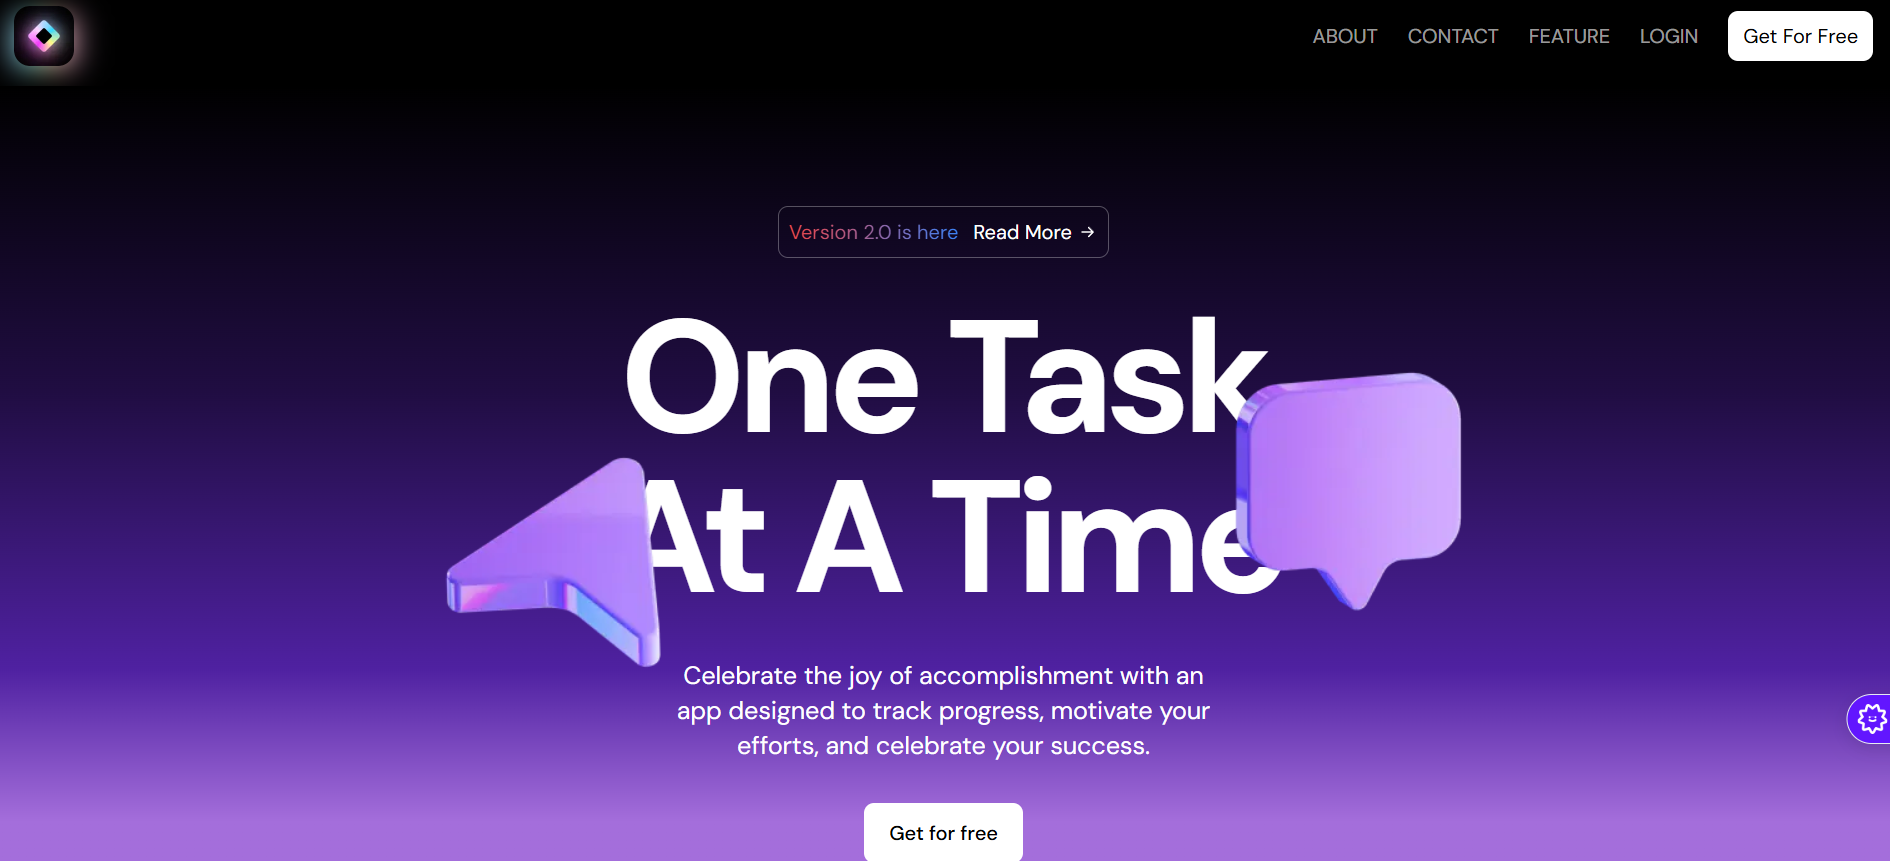 ABOUT CONTACT FEATURE LOGIN Get For Free
Version 2.0 is here Read More →
One Task
At A Time
Celebrate the joy of accomplishment with an
app designed to track progress, motivate your
efforts, and celebrate your success.
Get for free